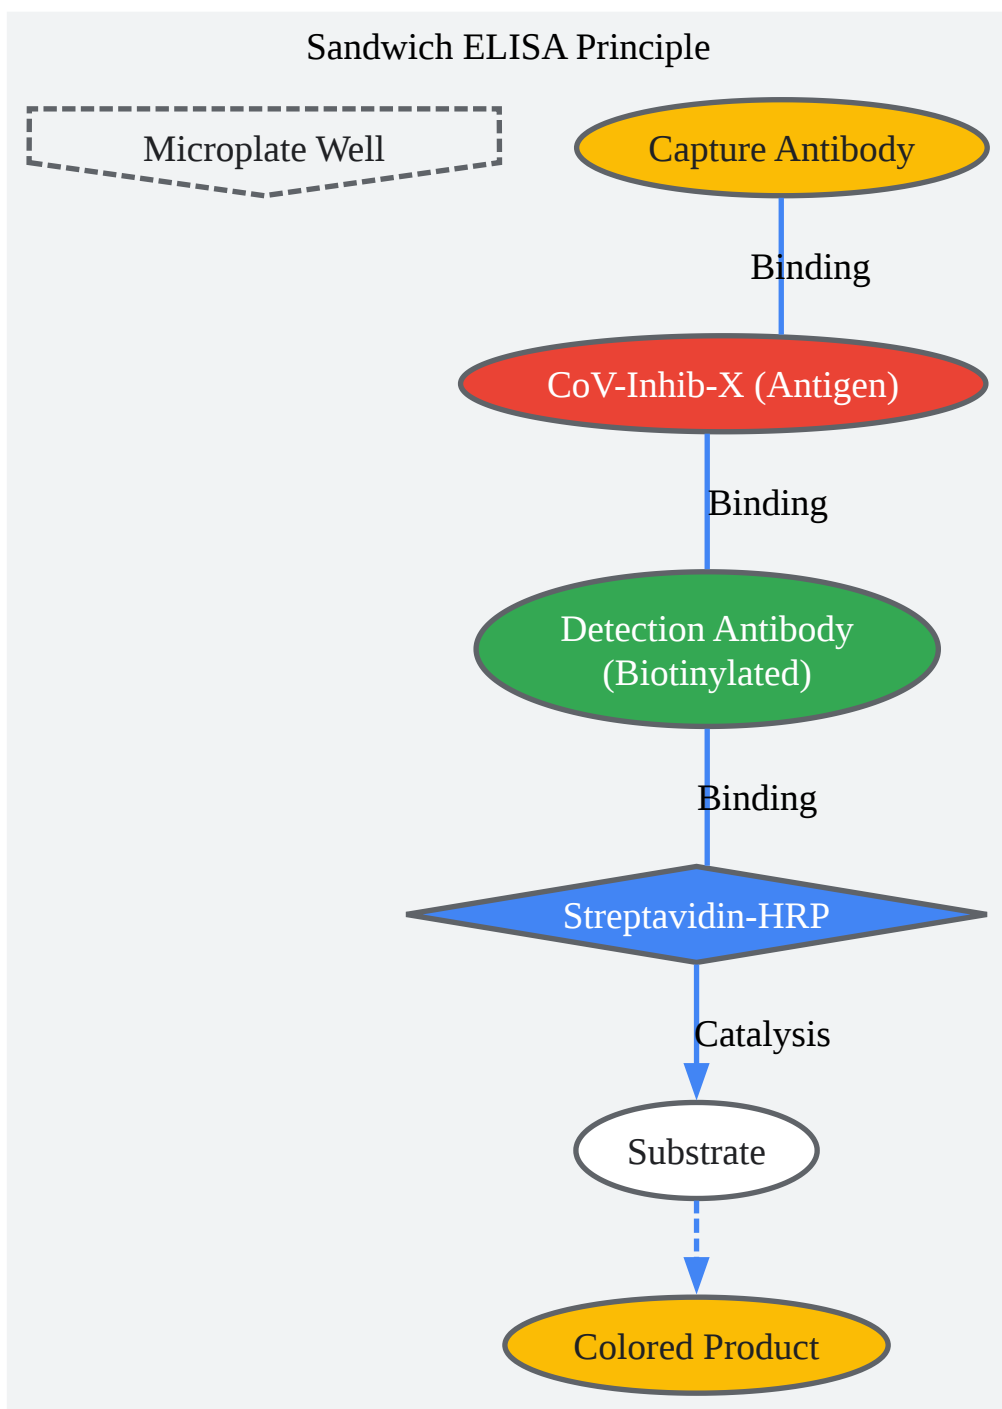 Sandwich ELISA Principle
Microplate Well
Capture Antibody
Binding
CoV-Inhib-X (Antigen)
Binding
Detection Antibody
(Biotinylated)
Binding
Streptavidin-HRP
Catalysis
Substrate
Colored Product